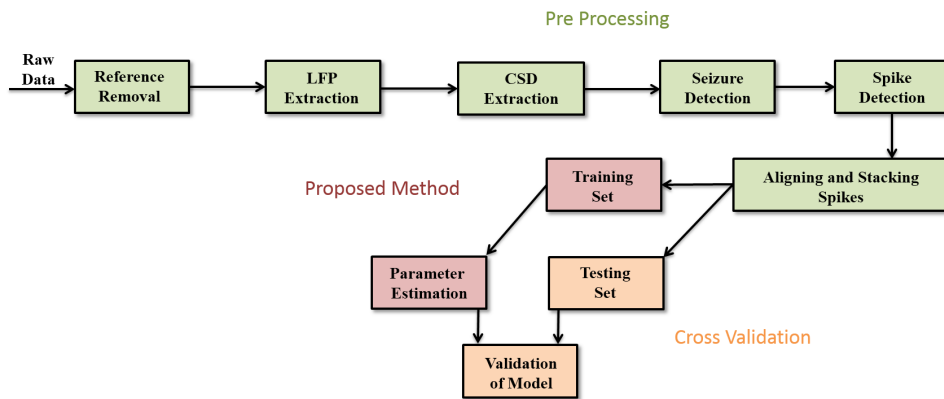 Pre Processing
Raw
Data
Reference
Removal
LFP
Extraction
CSD
Extraction
Seizure
Detection
Spike
Detection
Proposed Method
Training
Set
Aligning and Stacking
Spikes
Parameter
Estimation
Testing
Set
Cross Validation
Validation
of Model